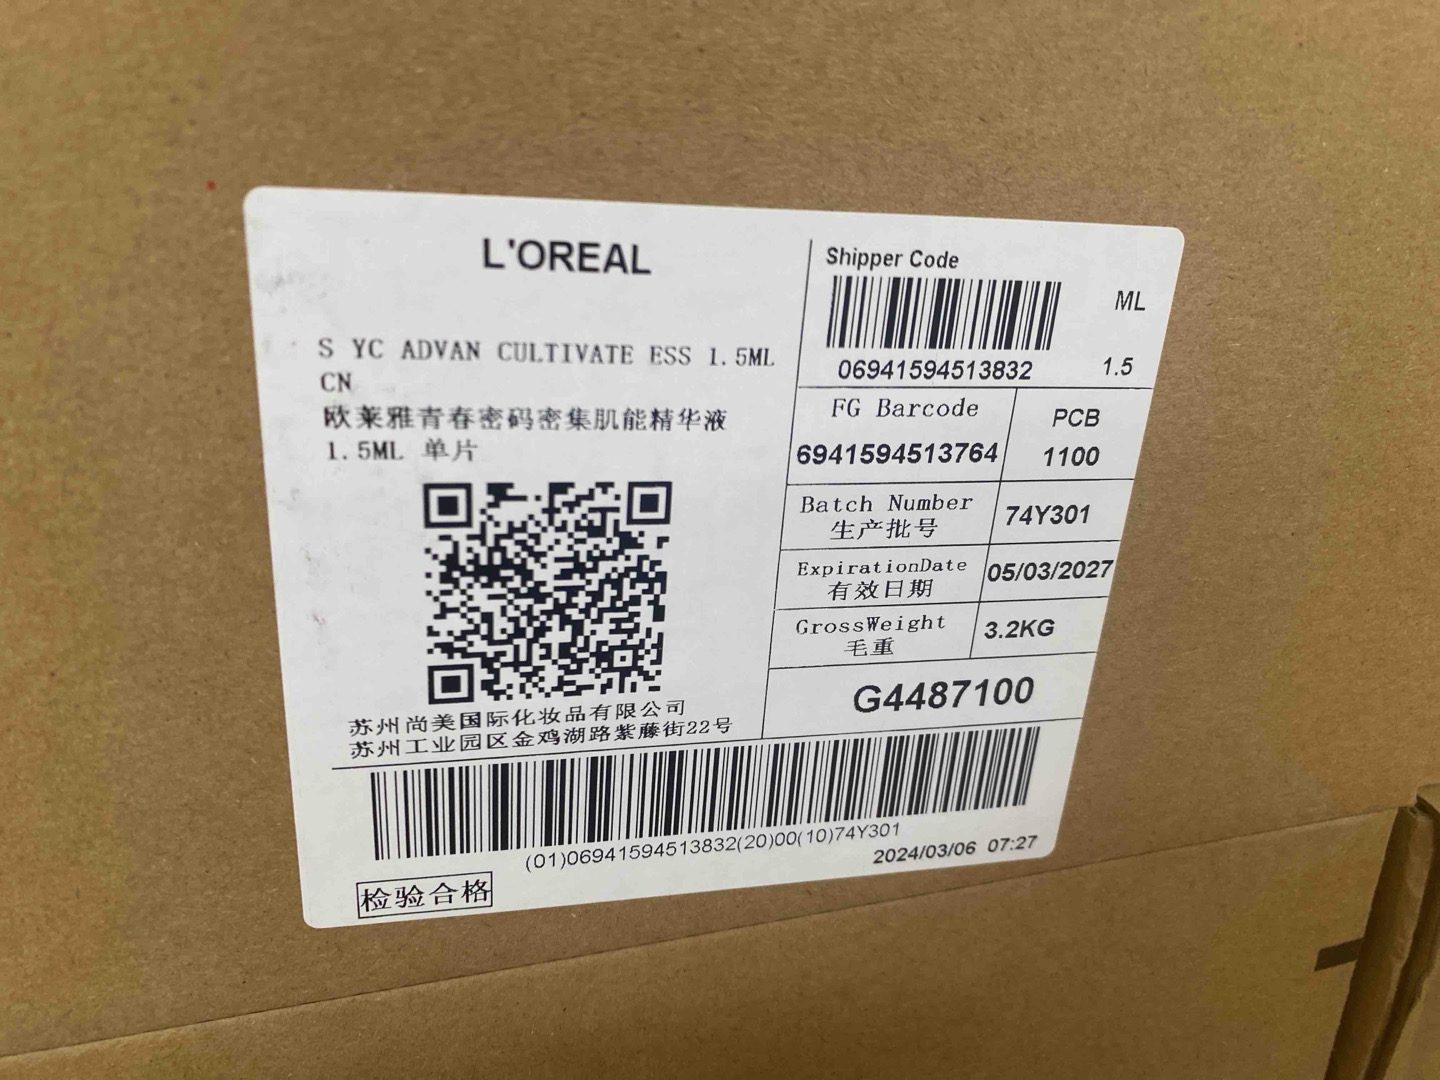 L'OREAL
S YC ADVAN CULTIVATE ESS 1.5ML
CN
欧莱雅青春密码密集肌能精华液
1.5ML 单片
苏州尚美国际化妆品有限公司
苏州工业园区金鸡湖路紫藤街22号
Shipper Code
ML
06941594513832
1.5
FG Barcode
PCB
6941594513764
1100
Batch Number
生产批号
74Y301
ExpirationDate
有效日期
05/03/2027
GrossWeight
毛重
3.2KG
G4487100
(01)06941594513832(20)00(10)74Y301
2024/03/06 07:27
检验合格